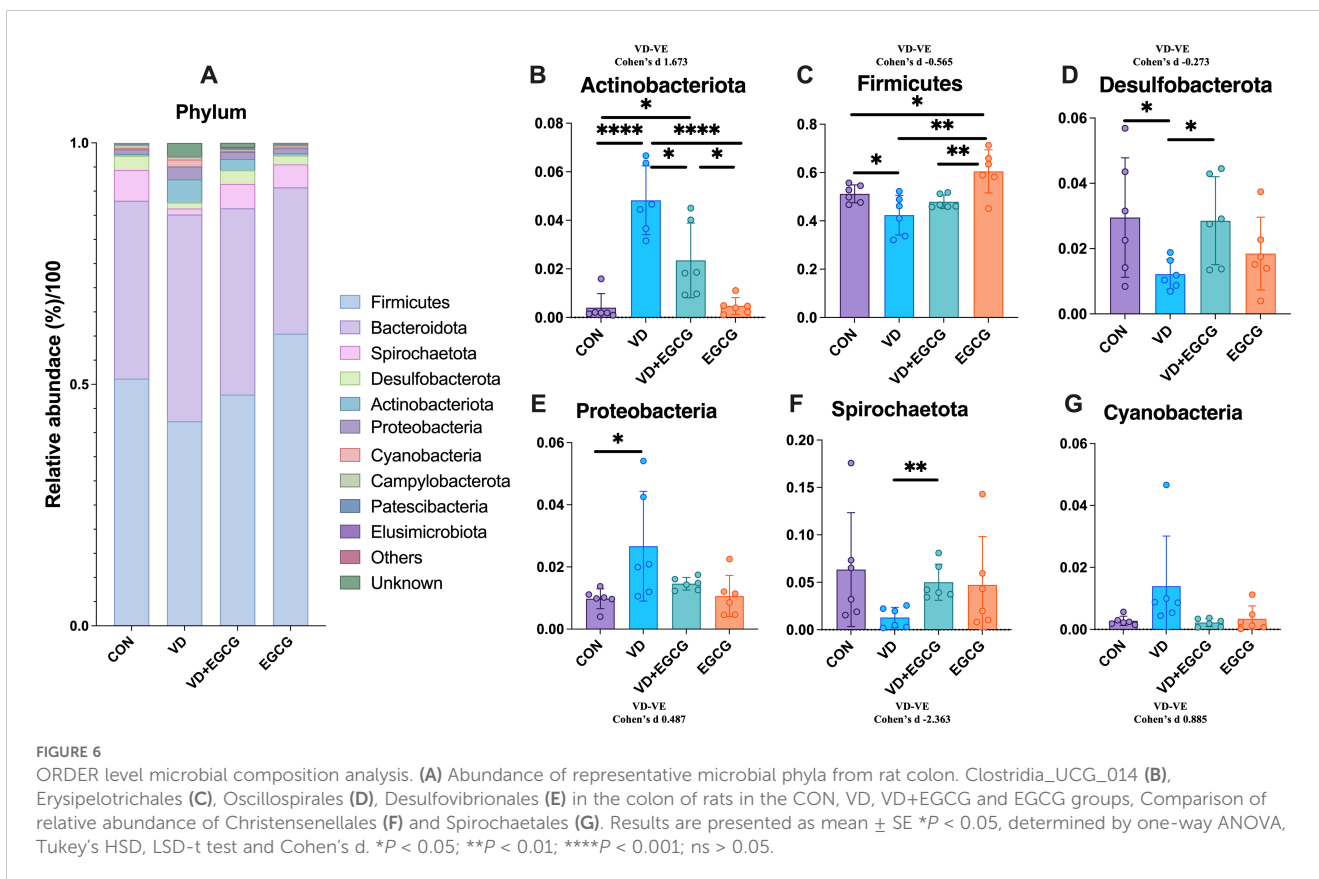 A
Phylum
Relative abundace (%)/100
1.0
0.5
0.0
CON
VD
VD+EGCG
EGCG
Firmicutes
Bacteroidota
Spirochaetota
Desulfobacterota
Actinobacteriota
Proteobacteria
Cyanobacteria
Campylobacterota
Patescibacteria
Elusimicrobiota
Others
Unknown
VD-VE
Cohen's d 1.673
B
Actinobacteriota
0.08
0.06
0.04
0.02
0.00
*
**** ****
* *
CON
VD
VD+EGCG
EGCG
VD-VE
Cohen's d -0.565
C
Firmicutes
0.8
0.6
0.4
0.2
0.0
*
**
* **
CON
VD
VD+EGCG
EGCG
VD-VE
Cohen's d -0.273
D
Desulfobacterota
0.06
0.04
0.02
0.00
* *
CON
VD
VD+EGCG
EGCG
E
Proteobacteria
0.06
0.04
0.02
0.00
*
CON
VD
VD+EGCG
EGCG
VD-VE
Cohen's d 0.487
F
Spirochaetota
0.20
0.15
0.10
0.05
0.00
**
CON
VD
VD+EGCG
EGCG
VD-VE
Cohen's d -2.363
G
Cyanobacteria
0.06
0.04
0.02
0.00
CON
VD
VD+EGCG
EGCG
VD-VE
Cohen's d 0.885
FIGURE 6
ORDER level microbial composition analysis. (A) Abundance of representative microbial phyla from rat colon. Clostridia_UCG_014 (B),
Erysipelotrichales (C), Oscillospirales (D), Desulfovibrionales (E) in the colon of rats in the CON, VD, VD+EGCG and EGCG groups, Comparison of
relative abundance of Christensenellales (F) and Spirochaetales (G). Results are presented as mean ± SE *P < 0.05, determined by one-way ANOVA,
Tukey's HSD, LSD-t test and Cohen's d. *P < 0.05; **P < 0.01; ****P < 0.001; ns > 0.05.